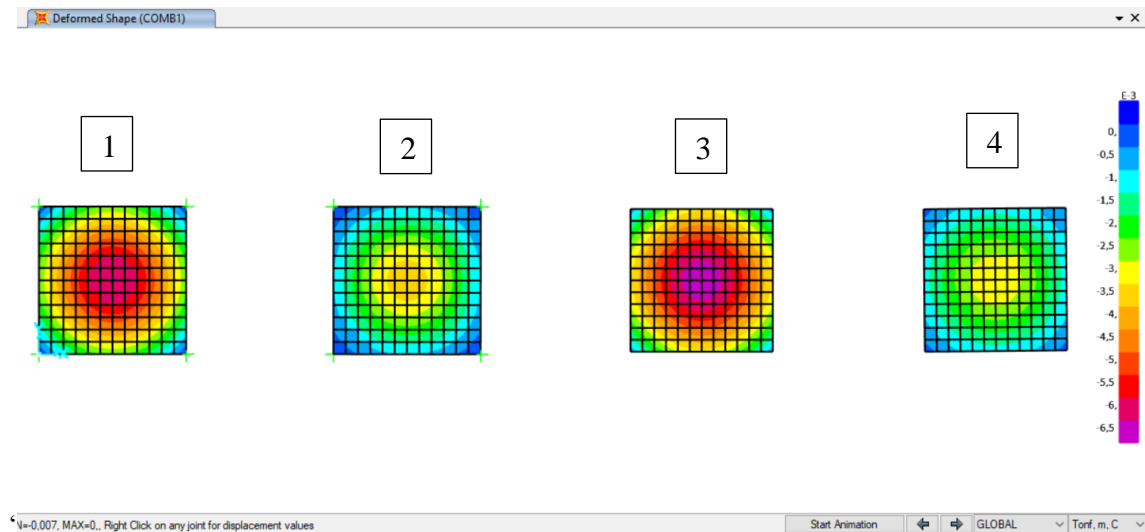 Deformed Shape (COMB1)
1 2 3 4
E-3
0,
-0,5
-1,
-1,5
-2,
-2,5
-3,
-3,5
-4,
-4,5
-5,
-5,5
-6,
-6,5
N=-0,007, MAX=0,, Right Click on any joint for displacement values
Start Animation
GLOBAL
Tonf, m, C